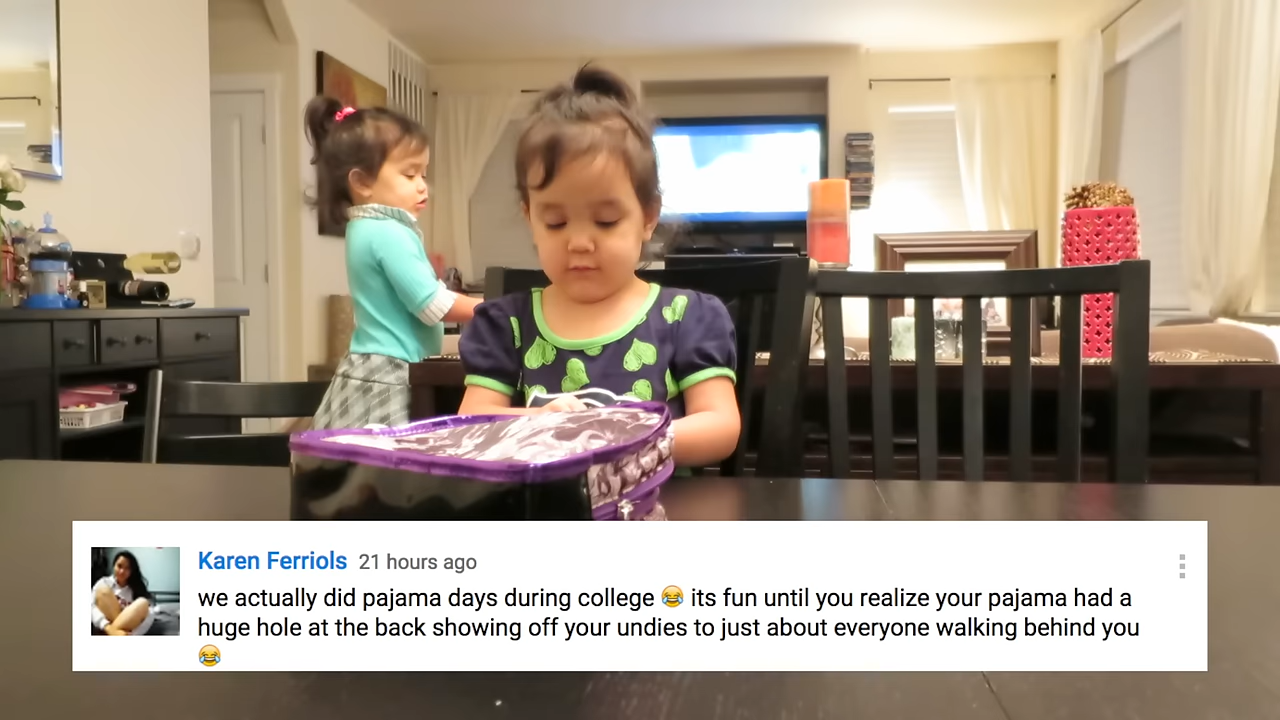 Karen Ferriols 21 hours ago
we actually did pajama days during college 😂 its fun until you realize your pajama had a
huge hole at the back showing off your undies to just about everyone walking behind you
😂